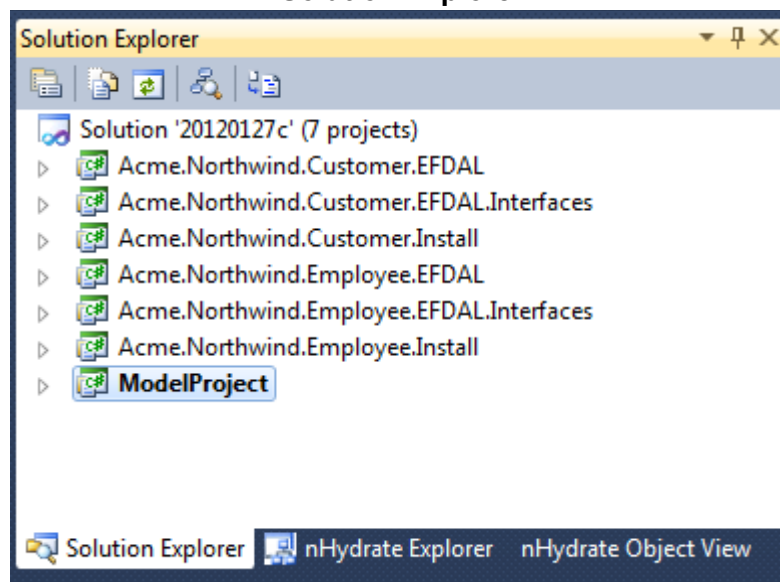 Solution Explorer
Solution '20120127c' (7 projects)
Acme.Northwind.Customer.EFDAL
Acme.Northwind.Customer.EFDAL.Interfaces
Acme.Northwind.Customer.Install
Acme.Northwind.Employee.EFDAL
Acme.Northwind.Employee.EFDAL.Interfaces
Acme.Northwind.Employee.Install
ModelProject
Solution Explorer nHydrate Explorer nHydrate Object View